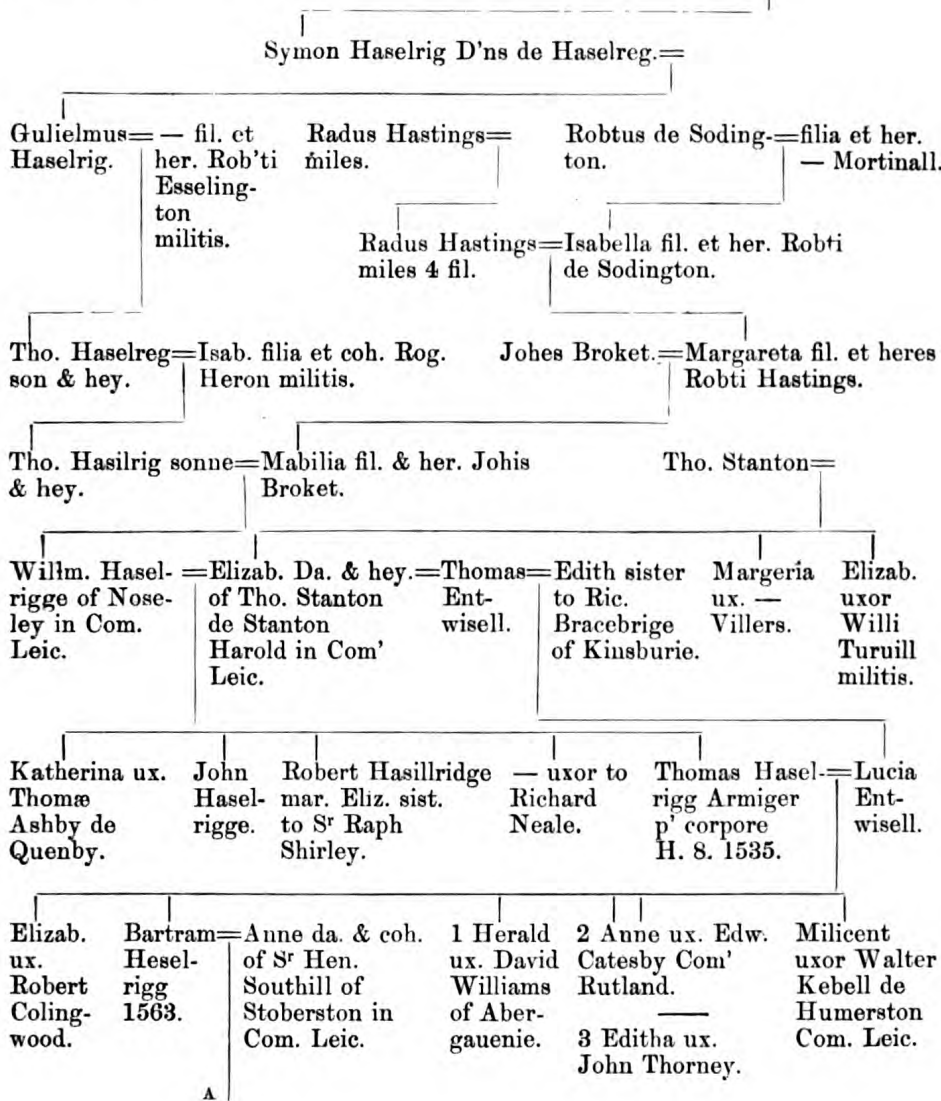 Symon Haselrig D'ns de Haselreg.=
Gulielmus=
Haselrig.
— fil. et
her. Rob'ti
Esseling-
ton
militis.
Radus Hastings=
miles.
Robtus de Soding-
ton.
=filia et her.
— Mortinall.
Radus Hastings=
miles 4 fil.
Isabella fil. et her. Robti
de Sodington.
Tho. Haselreg=
son & hey.
Isab. filia et coh. Rog.
Heron militis.
Johes Broket.=
Margareta fil. et heres
Robti Hastings.
Tho. Hasilrig sonne=
& hey.
Mabilia fil. & her. Johis
Broket.
Tho. Stanton=
Willm. Hasel-
rigge of Nose-
ley in Com.
Leic.
=Elizab. Da. & hey.=
of Tho. Stanton
de Stanton
Harold in Com'
Leic.
Thomas=
Ent-
wisell.
Edith sister
to Ric.
Bracebrige
of Kinsburie.
Margeria
ux. —
Villers.
Elizab.
uxor
Willi
Turuill
militis.
Katherina ux.
Thomæ
Ashby de
Quenby.
John
Hasel-
rigge.
Robert Hasillridge
mar. Eliz. sist.
to Sr Raph
Shirley.
— uxor to
Richard
Neale.
Thomas Hasel-
rigg Armiger
p' corpore
H. 8. 1535.
=Lucia
Ent-
wisell.
Elizab.
ux.
Robert
Coling-
wood.
Bartram=
Hesel-
rigg
1563.
Anne da. & coh.
of Sr Hen.
Southill of
Stoberston in
Com. Leic.
1 Herald
ux. David
Williams
of Aber-
gauenie.
2 Anne ux. Edw.
Catesby Com'
Rutland.
—
3 Editha ux.
John Thorney.
Milicent
uxor Walter
Kebell de
Humerston
Com. Leic.
A